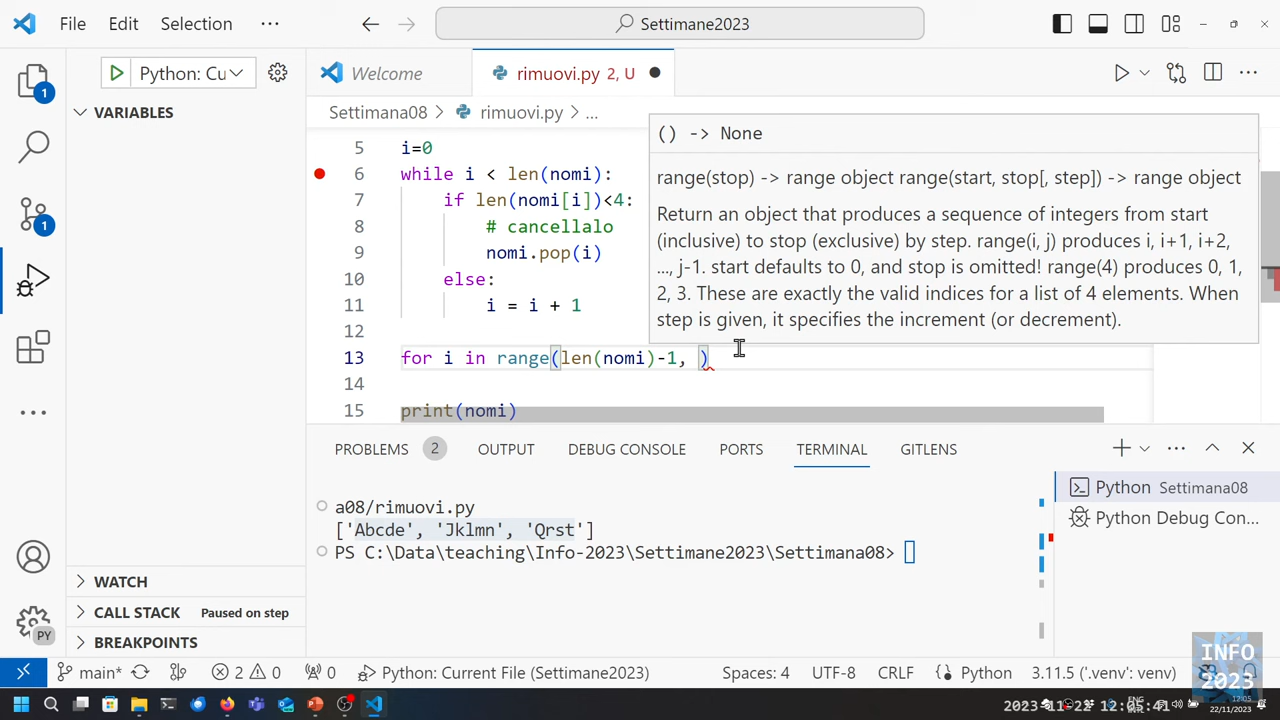 File Edit Selection ··· Settimane2023
Python: Cu
Welcome rimuovi.py 2, U
VARIABLES
Settimana08 > rimuovi.py > ...
5 i=0
6 while i < len(nomi):
7 if len(nomi[i])<4:
8 # cancellalo
9 nomi.pop(i)
10 else:
11 i = i + 1
12
13 for i in range(len(nomi)-1, )
14
15 print(nomi)
() -> None
range(stop) -> range object range(start, stop[, step]) -> range object
Return an object that produces a sequence of integers from start
(inclusive) to stop (exclusive) by step. range(i, j) produces i, i+1, i+2,
..., j-1. start defaults to 0, and stop is omitted! range(4) produces 0, 1,
2, 3. These are exactly the valid indices for a list of 4 elements. When
step is given, it specifies the increment (or decrement).
1
1
PROBLEMS 2 OUTPUT DEBUG CONSOLE PORTS TERMINAL GITLENS
a08/rimuovi.py
['Abcde', 'Jklmn', 'Qrst']
PS C:\Data\teaching\Info-2023\Settimane2023\Settimana08>
Python Settimana08
Python Debug Con...
WATCH
CALL STACK Paused on step
BREAKPOINTS
PY
main* 2 0 0 Python: Current File (Settimane2023) Spaces: 4 UTF-8 CRLF Python 3.11.5 ('.venv': venv)
INFO
2023
ENG
17:05
22/11/2023